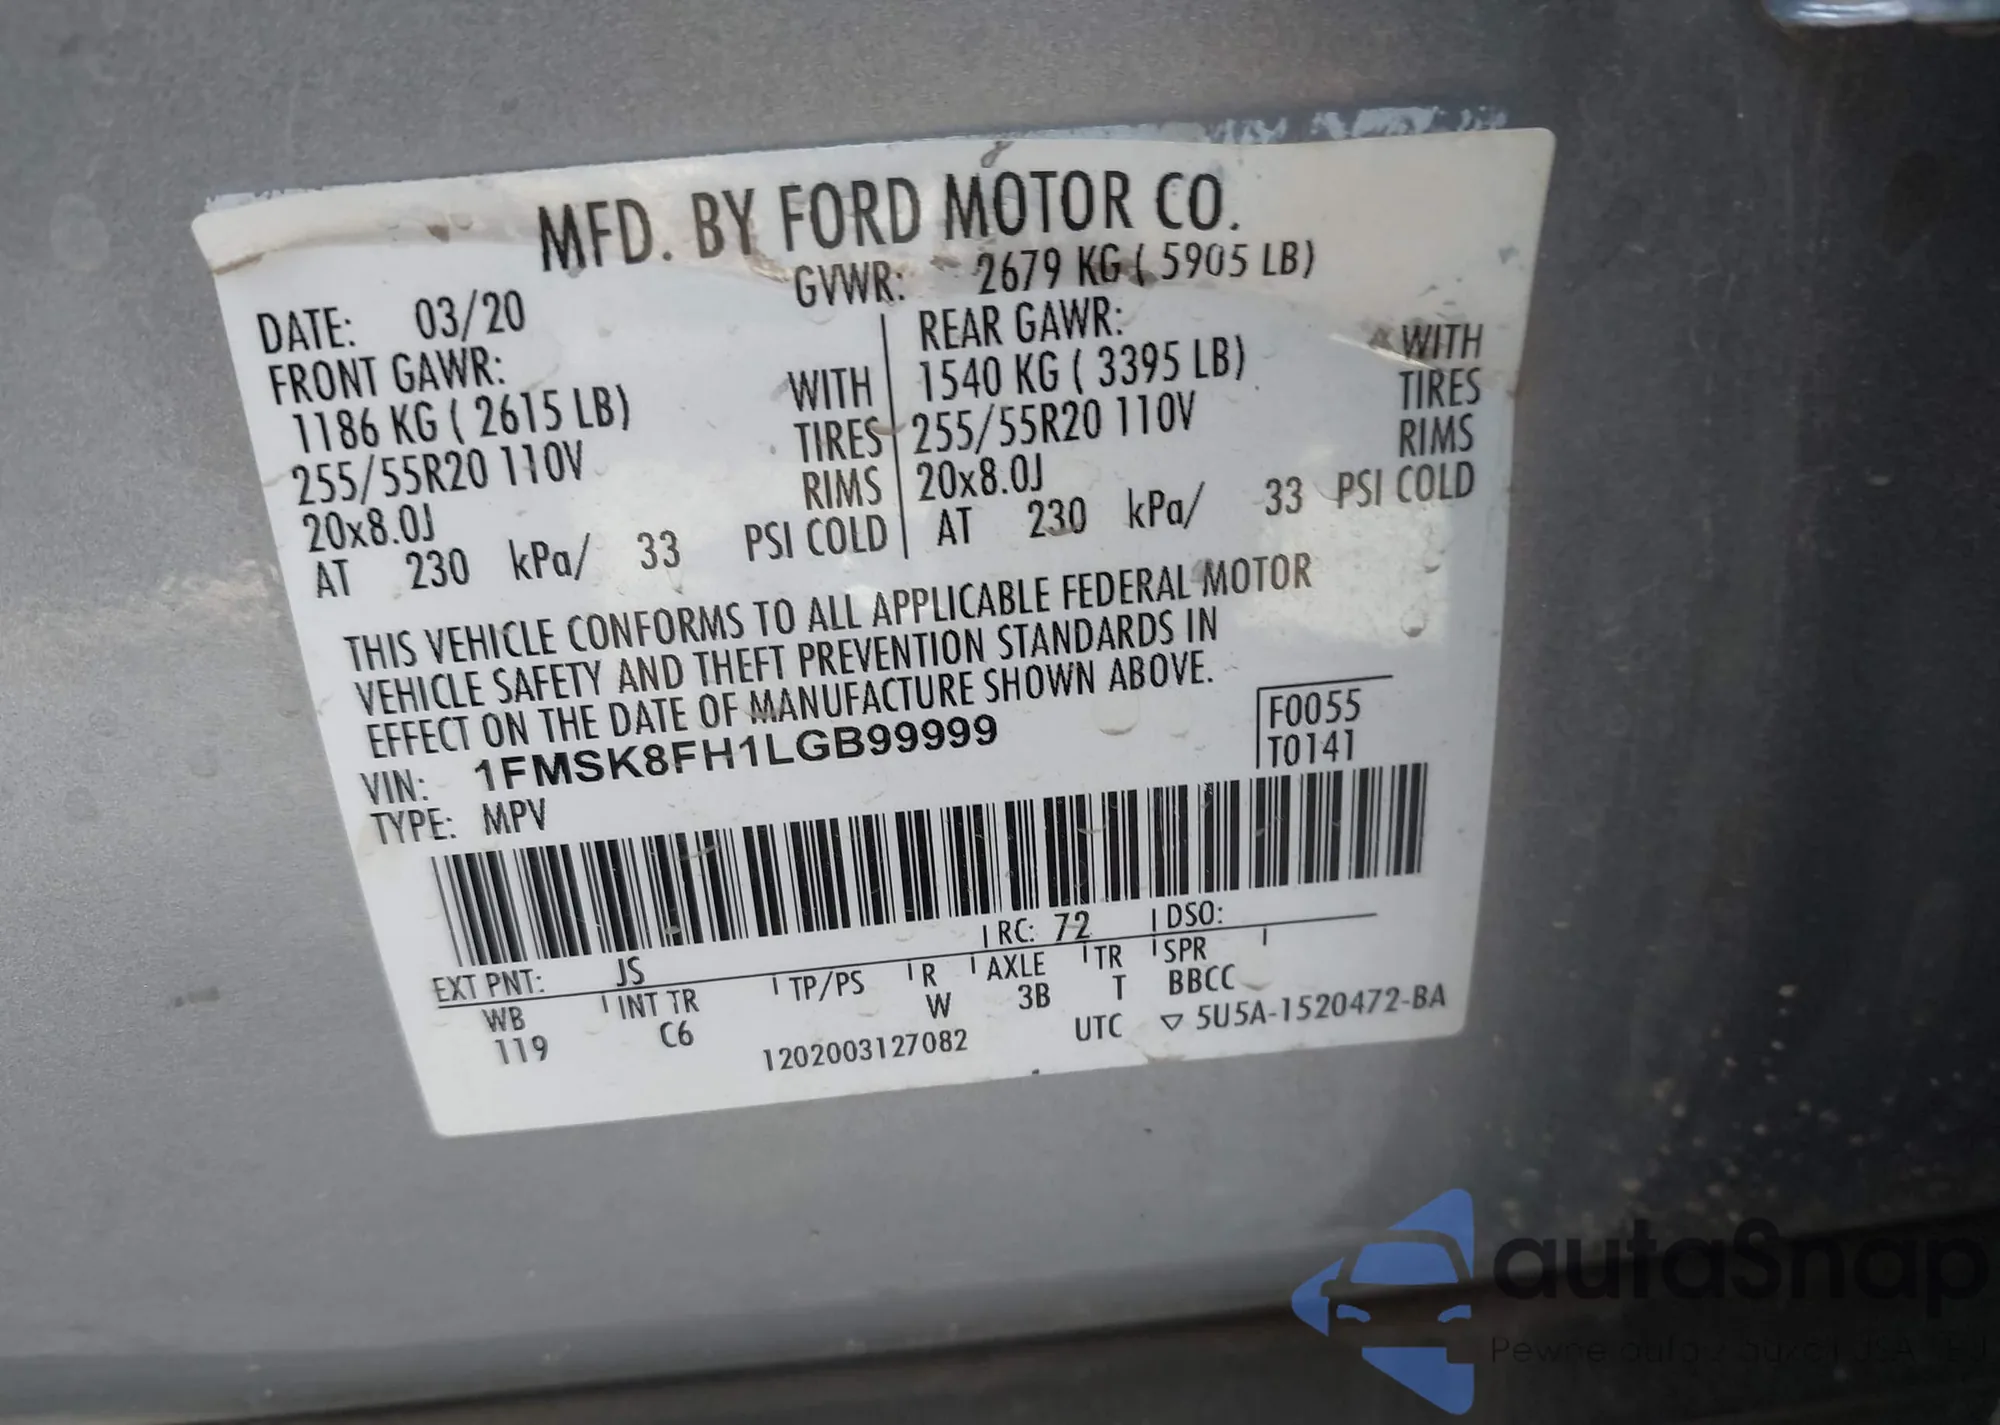 MFD. BY FORD MOTOR CO.
DATE: 03/20 GVWR: 2679 KG ( 5905 LB)
FRONT GAWR: REAR GAWR:
1186 KG ( 2615 LB) WITH 1540 KG ( 3395 LB) WITH
255/55R20 110V TIRES 255/55R20 110V TIRES
20x8.0J RIMS 20x8.0J RIMS
AT 230 kPa/ 33 PSI COLD AT 230 kPa/ 33 PSI COLD
THIS VEHICLE CONFORMS TO ALL APPLICABLE FEDERAL MOTOR
VEHICLE SAFETY AND THEFT PREVENTION STANDARDS IN
EFFECT ON THE DATE OF MANUFACTURE SHOWN ABOVE.
VIN: 1FMSK8FH1LGB99999 F0055
TYPE: MPV T0141
EXT PNT: JS RC: 72 DSO:
WB INT TR TP/PS R AXLE TR SPR
119 C6 W 3B T BBCC
1202003127082 UTC ▽ 5U5A-1520472-BA
autaSnap
Pewne auta z aukcji USA